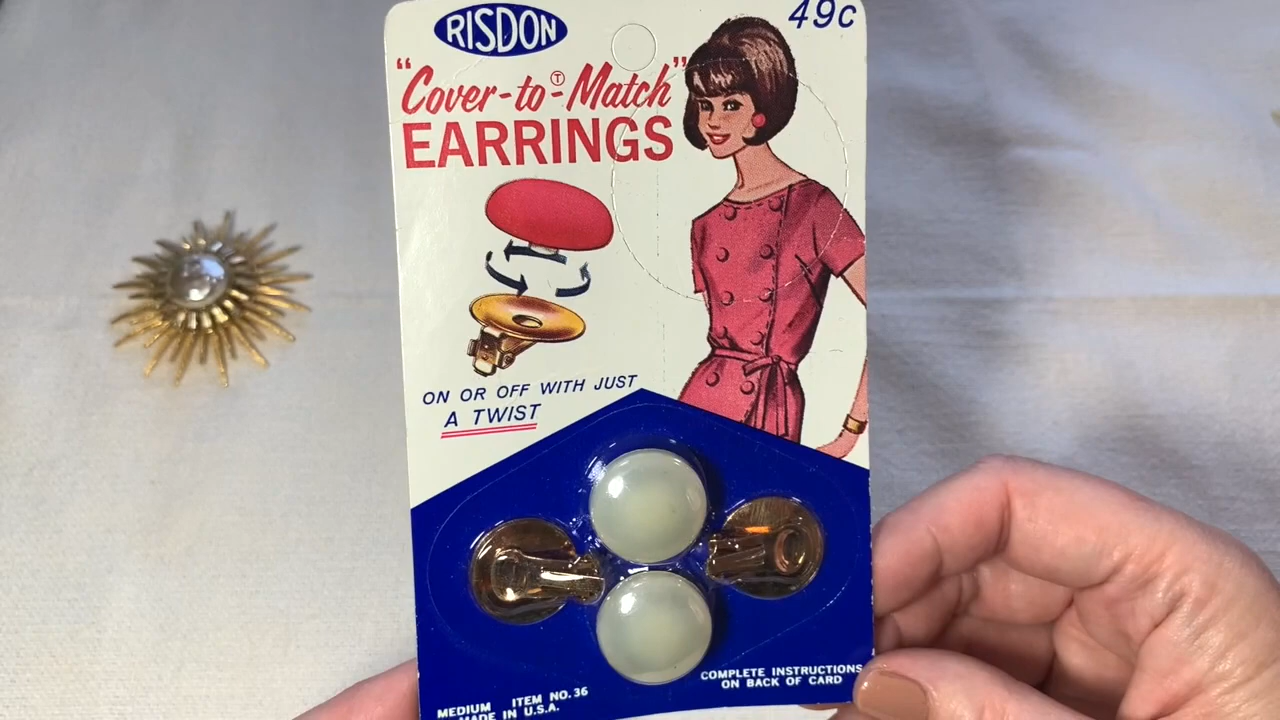 RISDON
49c
"Cover-to-Match"
T
EARRINGS
ON OR OFF WITH JUST
A TWIST
COMPLETE INSTRUCTIONS
ON BACK OF CARD
MEDIUM ITEM NO. 36
MADE IN U.S.A.